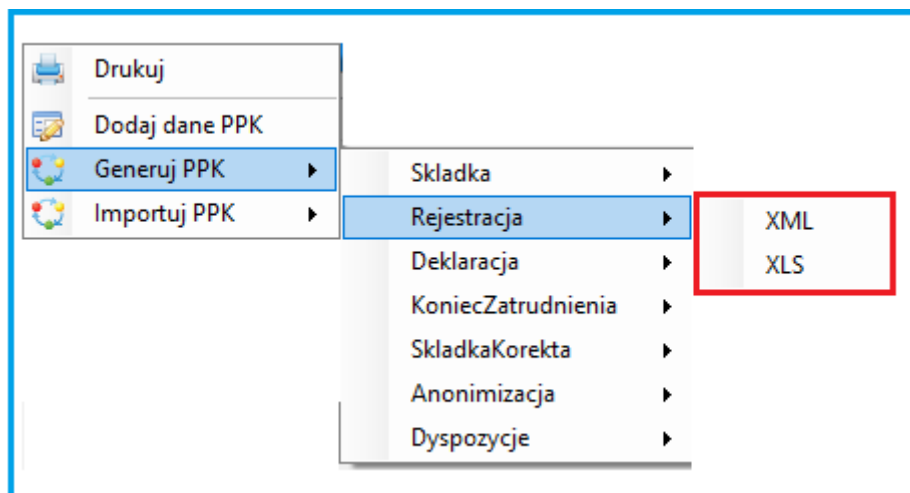 Drukuj
Dodaj dane PPK
Generuj PPK
Importuj PPK
Skladka
Rejestracja
Deklaracja
KoniecZatrudnienia
SkladkaKorekta
Anonimizacja
Dyspozycje
XML
XLS